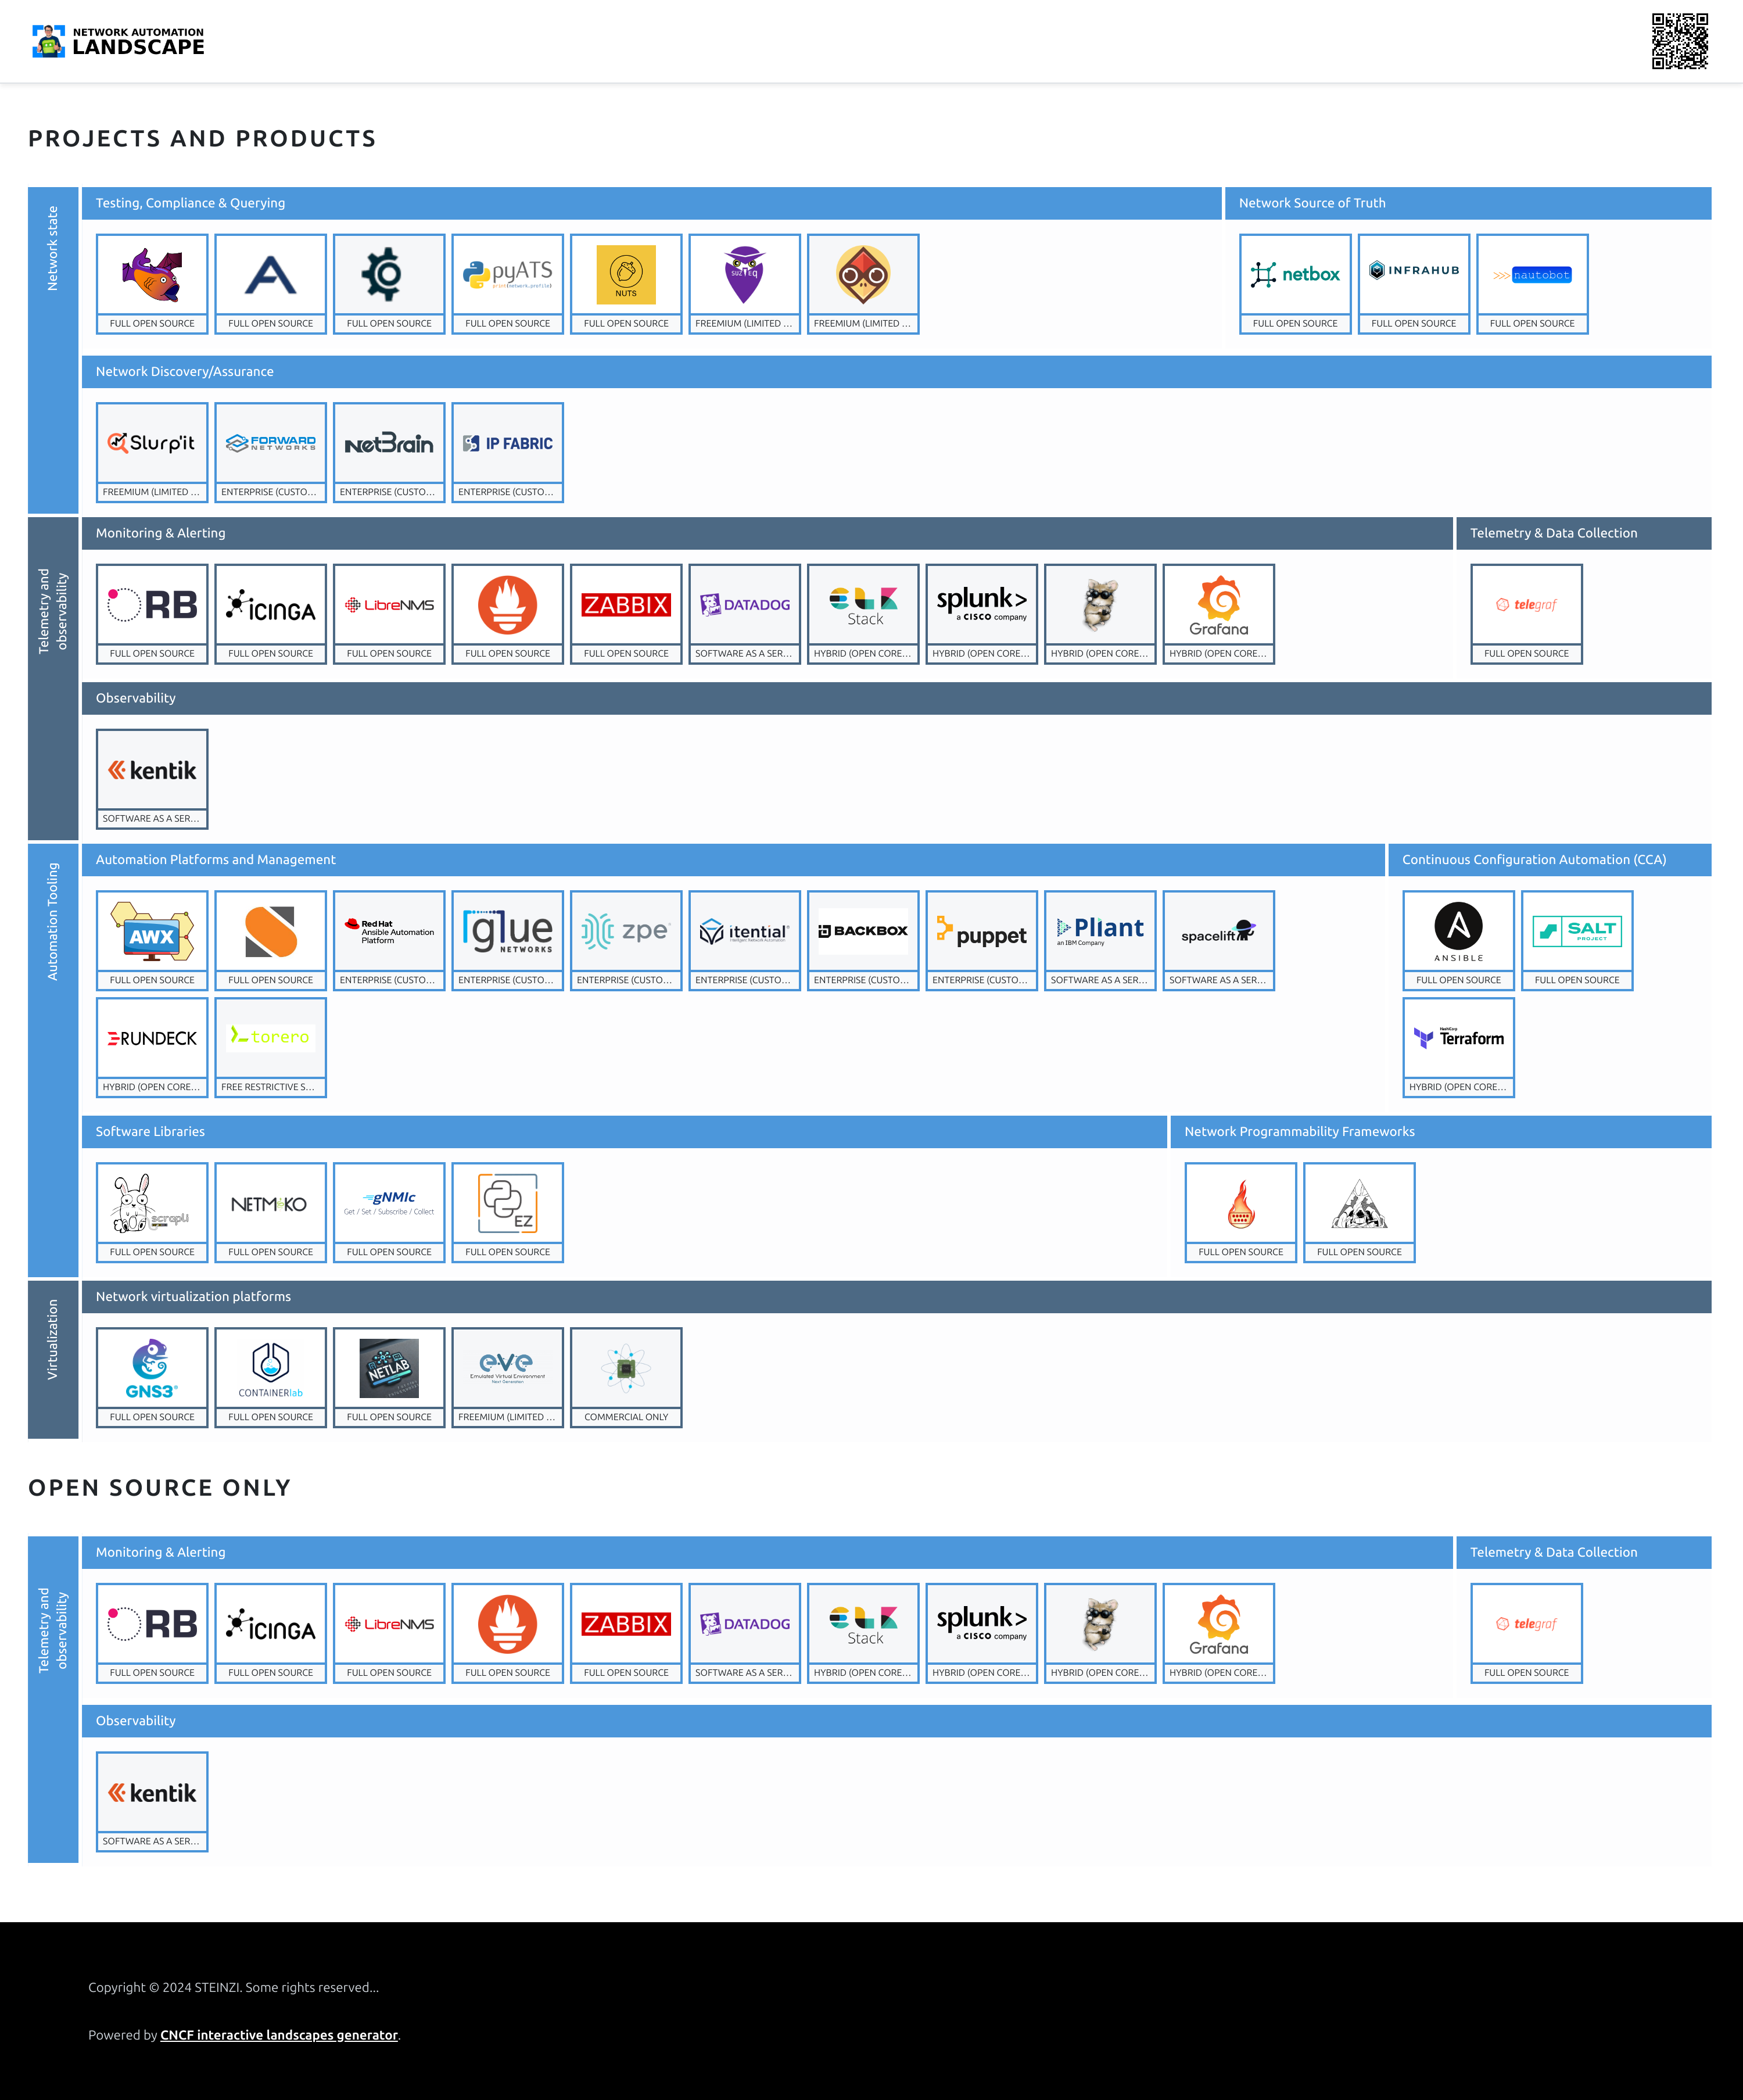 NETWORK AUTOMATION
LANDSCAPE
PROJECTS AND PRODUCTS
Network state
Testing, Compliance & Querying
Network Source of Truth
pyATS
NUTS
SUZIEQ
netbox
INFRAHUB
>>> nautobot
FULL OPEN SOURCE
FULL OPEN SOURCE
FULL OPEN SOURCE
FULL OPEN SOURCE
FULL OPEN SOURCE
FREEMIUM (LIMITED ...
FREEMIUM (LIMITED ...
FULL OPEN SOURCE
FULL OPEN SOURCE
FULL OPEN SOURCE
Network Discovery/Assurance
Slurp'it
FORWARD
NETWORKS
NetBrain
IP FABRIC
FREEMIUM (LIMITED ...
ENTERPRISE (CUSTO...
ENTERPRISE (CUSTO...
ENTERPRISE (CUSTO...
Telemetry and
observability
Monitoring & Alerting
Telemetry & Data Collection
RB
iCINGA
LibreNMS
ZABBIX
DATADOG
Stack
splunk>
a CISCO company
Grafana
telegraf
FULL OPEN SOURCE
FULL OPEN SOURCE
FULL OPEN SOURCE
FULL OPEN SOURCE
FULL OPEN SOURCE
SOFTWARE AS A SER...
HYBRID (OPEN CORE...
HYBRID (OPEN CORE...
HYBRID (OPEN CORE...
HYBRID (OPEN CORE...
FULL OPEN SOURCE
Observability
kentik
SOFTWARE AS A SER...
Automation Tooling
Automation Platforms and Management
Continuous Configuration Automation (CCA)
AWX
Red Hat
Ansible Automation
Platform
glue
NETWORKS
zpe
itential
Intelligent Network Automation
BACKBOX
puppet
Pliant
an IBM Company
spacelift
ANSIBLE
SALT
PROJECT
FULL OPEN SOURCE
FULL OPEN SOURCE
ENTERPRISE (CUSTO...
ENTERPRISE (CUSTO...
ENTERPRISE (CUSTO...
ENTERPRISE (CUSTO...
ENTERPRISE (CUSTO...
ENTERPRISE (CUSTO...
SOFTWARE AS A SER...
SOFTWARE AS A SER...
FULL OPEN SOURCE
FULL OPEN SOURCE
RUNDECK
torero
HashiCorp
Terraform
HYBRID (OPEN CORE...
FREE RESTRICTIVE S...
HYBRID (OPEN CORE...
Software Libraries
Network Programmability Frameworks
scrapli
NETMIKO
gNMIc
Get / Set / Subscribe / Collect
EZ
FULL OPEN SOURCE
FULL OPEN SOURCE
FULL OPEN SOURCE
FULL OPEN SOURCE
FULL OPEN SOURCE
FULL OPEN SOURCE
Virtualization
Network virtualization platforms
GNS3
CONTAINERlab
NETLAB
eve
Emulated Virtual Environment
Next Generation
FULL OPEN SOURCE
FULL OPEN SOURCE
FULL OPEN SOURCE
FREEMIUM (LIMITED ...
COMMERCIAL ONLY
OPEN SOURCE ONLY
Telemetry and
observability
Monitoring & Alerting
Telemetry & Data Collection
RB
iCINGA
LibreNMS
ZABBIX
DATADOG
Stack
splunk>
a CISCO company
Grafana
telegraf
FULL OPEN SOURCE
FULL OPEN SOURCE
FULL OPEN SOURCE
FULL OPEN SOURCE
FULL OPEN SOURCE
SOFTWARE AS A SER...
HYBRID (OPEN CORE...
HYBRID (OPEN CORE...
HYBRID (OPEN CORE...
HYBRID (OPEN CORE...
FULL OPEN SOURCE
Observability
kentik
SOFTWARE AS A SER...
Copyright © 2024 STEINZI. Some rights reserved...
Powered by CNCF interactive landscapes generator.